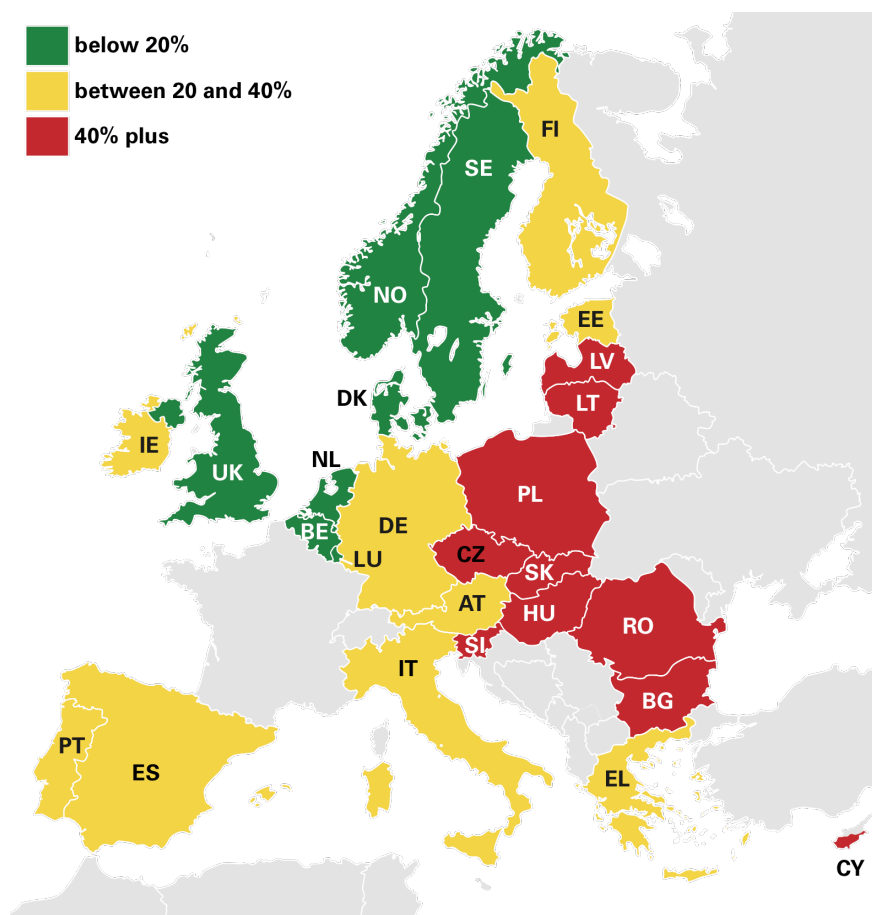 below 20%
between 20 and 40%
40% plus
FI
SE
NO
EE
LV
DK
LT
IE
NL
UK
PL
DE
BE
CZ
LU
SK
AT
HU
RO
SI
IT
BG
PT
ES
EL
CY